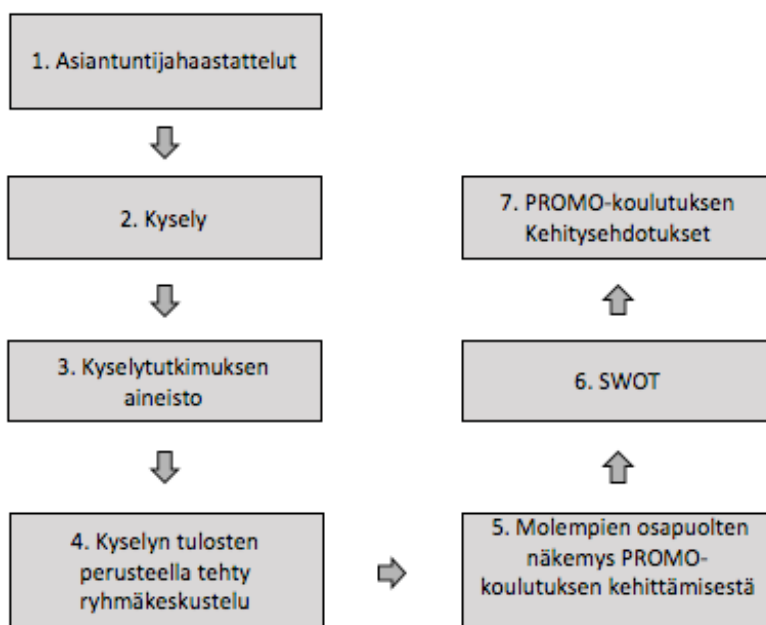 1. Asiantuntijahaastattelut
2. Kysely
3. Kyselytutkimuksen
aineisto
4. Kyselyn tulosten
perusteella tehty
ryhmäkeskustelu
5. Molempien osapuolten
näkemys PROMO-
koulutuksen kehittämisestä
6. SWOT
7. PROMO-koulutuksen
Kehitysehdotukset